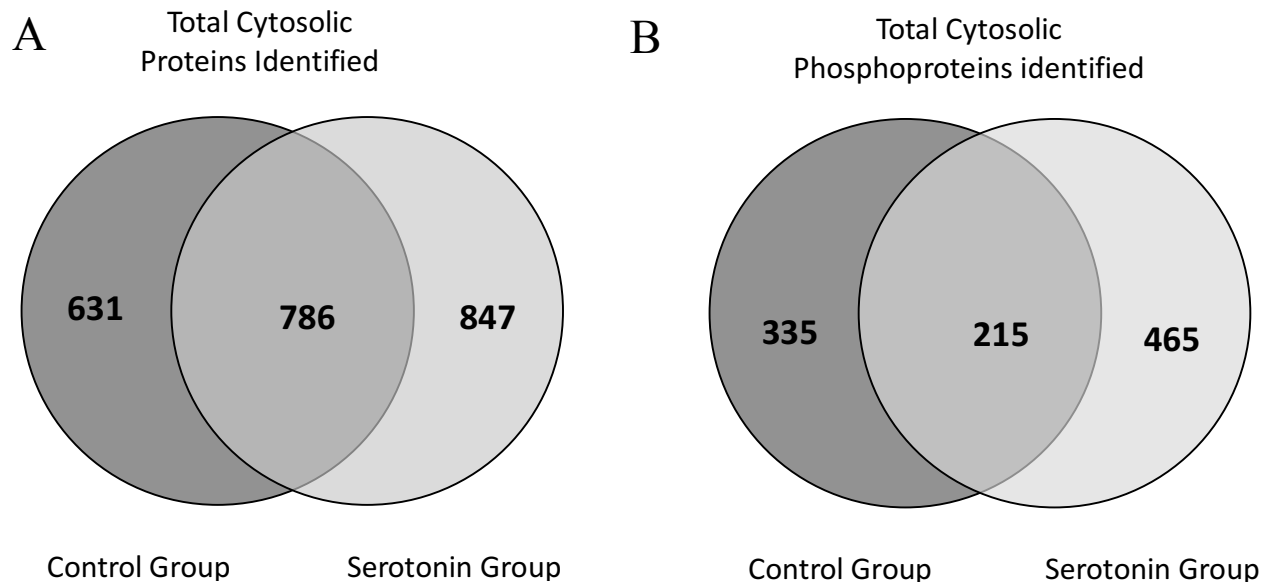 A
Total Cytosolic
Proteins Identified
631
786
847
Control Group
Serotonin Group
B
Total Cytosolic
Phosphoproteins identified
335
215
465
Control Group
Serotonin Group